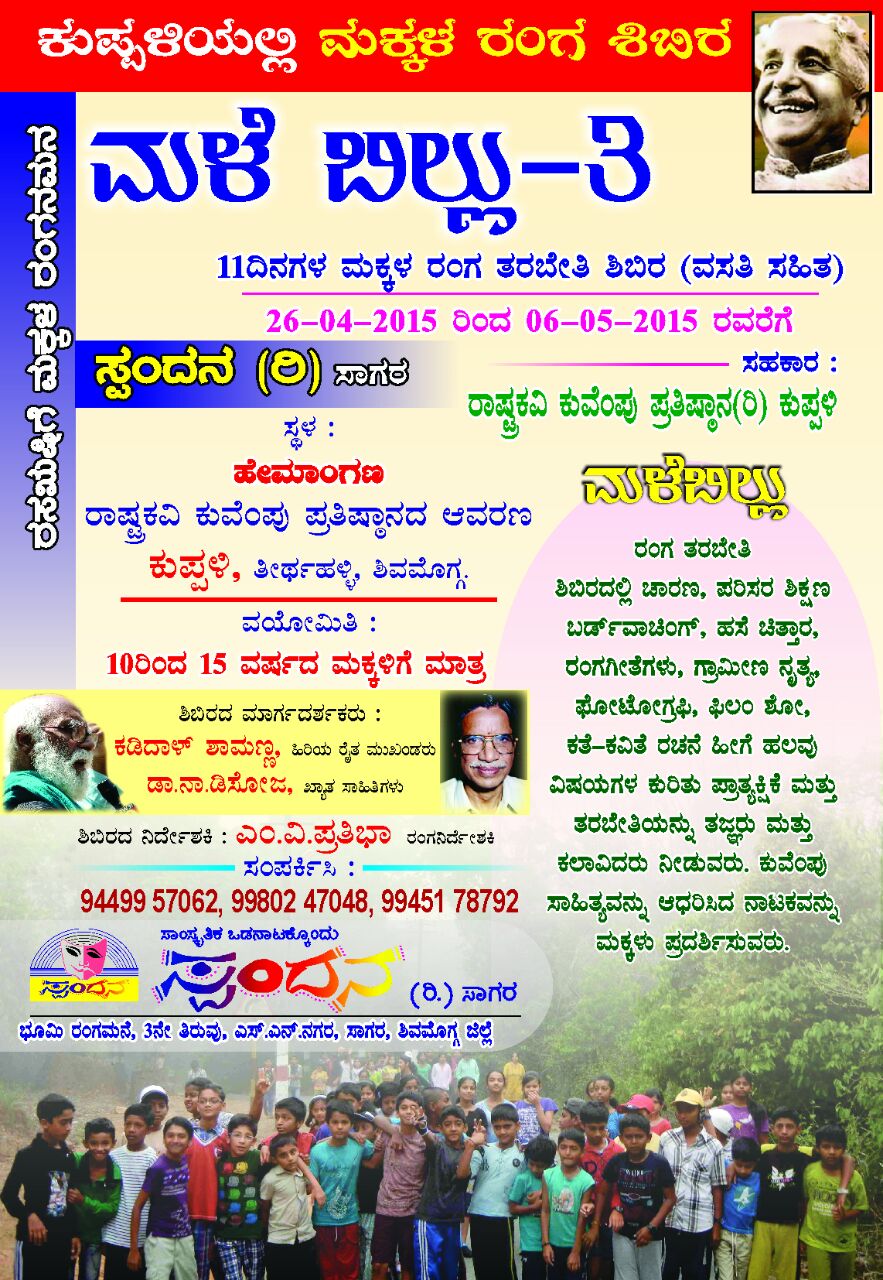 ಕುಪ್ಪಳಿಯಲ್ಲಿ ಮಕ್ಕಳ ರಂಗ ಶಿಬಿರ
ರಸಋಷಿಗೆ ಮಕ್ಕಳ ರಂಗನಮನ
ಮಳೆ ಬಿಲ್ಲು-3
11ದಿನಗಳ ಮಕ್ಕಳ ರಂಗ ತರಬೇತಿ ಶಿಬಿರ (ವಸತಿ ಸಹಿತ)
26-04-2015 ರಿಂದ 06-05-2015 ರವರೆಗೆ
ಸ್ಪಂದನ (ರಿ) ಸಾಗರ
ಸಹಕಾರ :
ರಾಷ್ಟ್ರಕವಿ ಕುವೆಂಪು ಪ್ರತಿಷ್ಠಾನ(ರಿ) ಕುಪ್ಪಳಿ
ಸ್ಥಳ :
ಹೇಮಾಂಗಣ
ರಾಷ್ಟ್ರಕವಿ ಕುವೆಂಪು ಪ್ರತಿಷ್ಠಾನದ ಆವರಣ
ಕುಪ್ಪಳಿ, ತೀರ್ಥಹಳ್ಳಿ, ಶಿವಮೊಗ್ಗ.
ವಯೋಮಿತಿ :
10ರಿಂದ 15 ವರ್ಷದ ಮಕ್ಕಳಿಗೆ ಮಾತ್ರ
ಶಿಬಿರದ ಮಾರ್ಗದರ್ಶಕರು :
ಕಡಿದಾಳ್ ಶಾಮಣ್ಣ, ಹಿರಿಯ ರೈತ ಮುಖಂಡರು
ಡಾ.ನಾ.ಡಿಸೋಜ, ಖ್ಯಾತ ಸಾಹಿತಿಗಳು
ಶಿಬಿರದ ನಿರ್ದೇಶಕಿ : ಎಂ.ವಿ.ಪ್ರತಿಭಾ ರಂಗನಿರ್ದೇಶಕಿ
ಸಂಪರ್ಕಿಸಿ :
94499 57062, 99802 47048, 99451 78792
ಮಳೆಬಿಲ್ಲು
ರಂಗ ತರಬೇತಿ
ಶಿಬಿರದಲ್ಲಿ ಚಾರಣ, ಪರಿಸರ ಶಿಕ್ಷಣ
ಬರ್ಡ್‌ವಾಚಿಂಗ್, ಹಸೆ ಚಿತ್ತಾರ,
ರಂಗಗೀತೆಗಳು, ಗ್ರಾಮೀಣ ನೃತ್ಯ,
ಫೋಟೋಗ್ರಫಿ, ಫಿಲಂ ಶೋ,
ಕತೆ-ಕವಿತೆ ರಚನೆ ಹೀಗೆ ಹಲವು
ವಿಷಯಗಳ ಕುರಿತು ಪ್ರಾತ್ಯಕ್ಷಿಕೆ ಮತ್ತು
ತರಬೇತಿಯನ್ನು ತಜ್ಞರು ಮತ್ತು
ಕಲಾವಿದರು ನೀಡುವರು. ಕುವೆಂಪು
ಸಾಹಿತ್ಯವನ್ನು ಆಧರಿಸಿದ ನಾಟಕವನ್ನು
ಮಕ್ಕಳು ಪ್ರದರ್ಶಿಸುವರು.
ಸಾಂಸ್ಕೃತಿಕ ಒಡನಾಟಕ್ಕೊಂದು
ಸ್ಪಂದನ
ಸ್ಪಂದನ (ರಿ.) ಸಾಗರ
ಭೂಮಿ ರಂಗಮನೆ, 3ನೇ ತಿರುವು, ಎಸ್.ಎನ್.ನಗರ, ಸಾಗರ, ಶಿವಮೊಗ್ಗ ಜಿಲ್ಲೆ